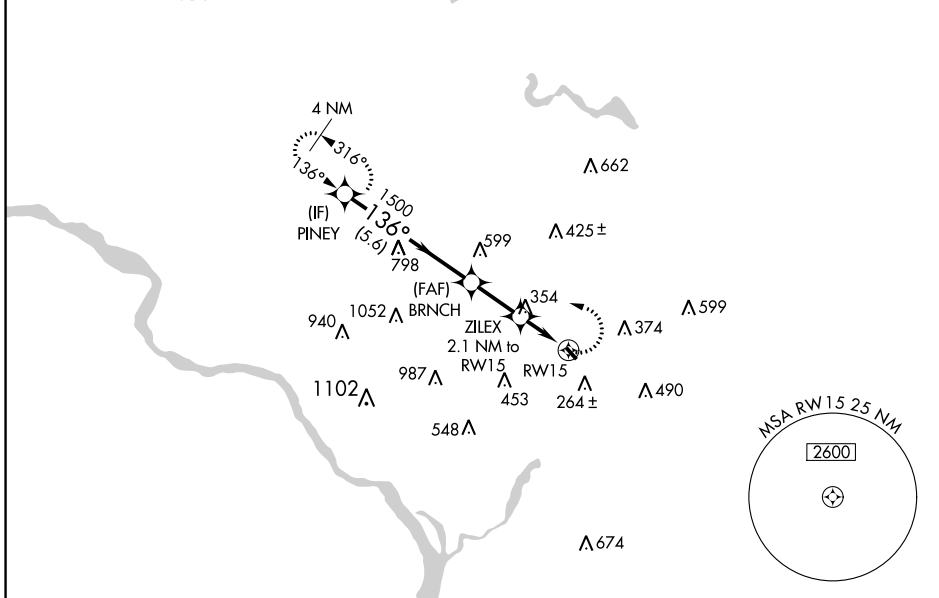 4 NM
316°
136°
(IF)
PINEY
1500
136°
(5.6)
662
425 ±
599
798
(FAF)
BRNCH
354
599
374
1052
940
ZILEX
2.1 NM to
RW15
RW15
987
1102
453
264 ±
490
548
674
MSA RW15 25 NM
2600